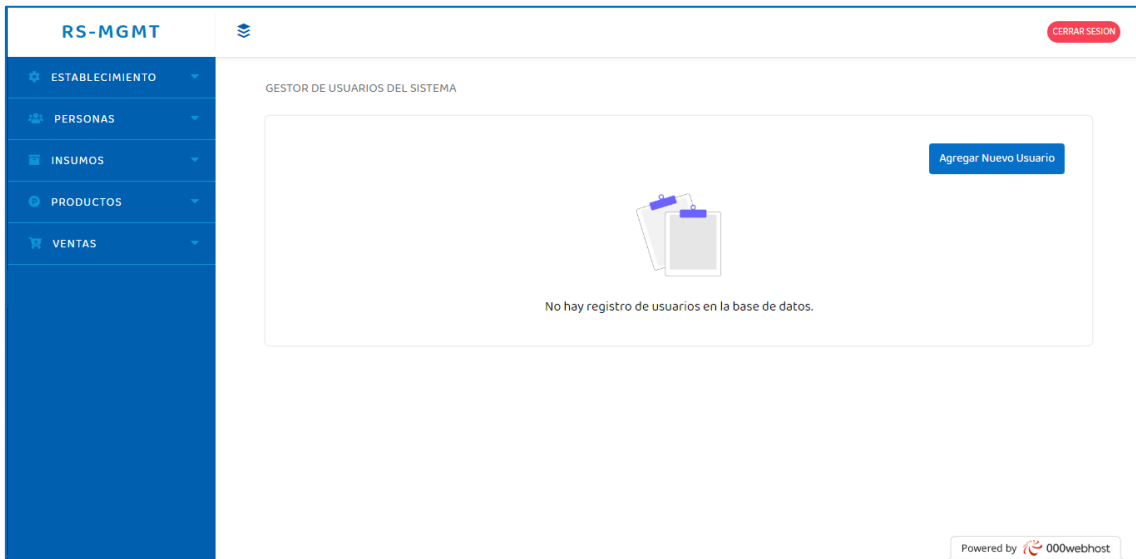 RS-MGMT
CERRAR SESION
ESTABLECIMIENTO
PERSONAS
INSUMOS
PRODUCTOS
VENTAS
GESTOR DE USUARIOS DEL SISTEMA
Agregar Nuevo Usuario
No hay registro de usuarios en la base de datos.
Powered by 000webhost